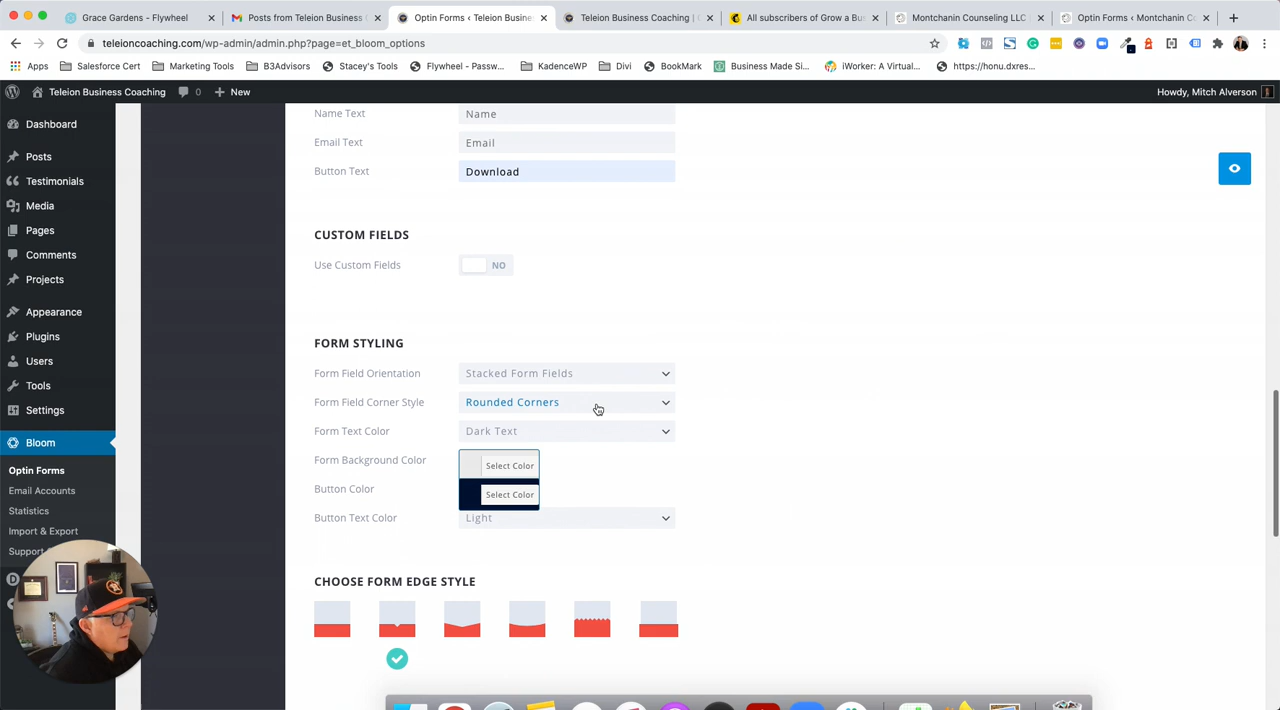 Grace Gardens - Flywheel
Posts from Teleion Business C
Optin Forms ‹ Teleion Busine
Teleion Business Coaching | 
All subscribers of Grow a Bus
Montchanin Counseling LLC
Optin Forms ‹ Montchanin C
teleioncoaching.com/wp-admin/admin.php?page=et_bloom_options
Apps
Salesforce Cert
Marketing Tools
B3Advisors
Stacey's Tools
Flywheel - Passw...
KadenceWP
Divi
BookMark
Business Made Si...
iWorker: A Virtual...
https://honu.dxres...
Teleion Business Coaching
0
New
Howdy, Mitch Alverson
Dashboard
Posts
Testimonials
Media
Pages
Comments
Projects
Appearance
Plugins
Users
Tools
Settings
Bloom
Optin Forms
Email Accounts
Statistics
Import & Export
Support
Name Text
Name
Email Text
Email
Button Text
Download
CUSTOM FIELDS
Use Custom Fields
NO
FORM STYLING
Form Field Orientation
Stacked Form Fields
Form Field Corner Style
Rounded Corners
Form Text Color
Dark Text
Form Background Color
Select Color
Button Color
Select Color
Button Text Color
Light
CHOOSE FORM EDGE STYLE